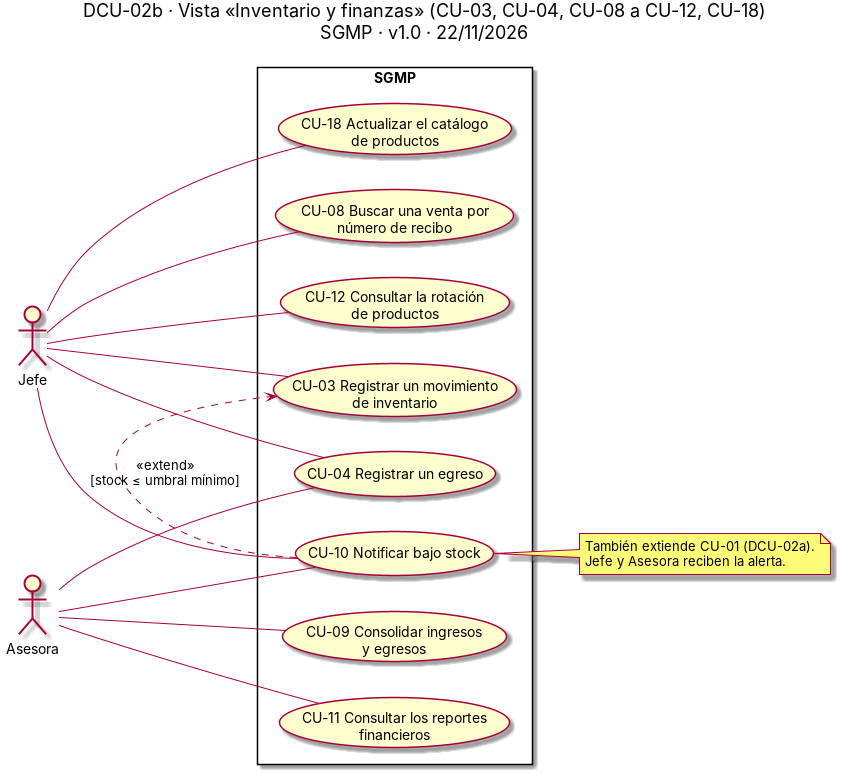 DCU-02b · Vista «Inventario y finanzas» (CU-03, CU-04, CU-08 a CU-12, CU-18)
SGMP · v1.0 · 22/11/2026
SGMP
CU-18 Actualizar el catálogo
de productos
CU-08 Buscar una venta por
número de recibo
CU-12 Consultar la rotación
de productos
Jefe
CU-03 Registrar un movimiento
de inventario
«extend»
[stock ≤ umbral mínimo]
CU-04 Registrar un egreso
CU-10 Notificar bajo stock
También extiende CU-01 (DCU-02a).
Jefe y Asesora reciben la alerta.
Asesora
CU-09 Consolidar ingresos
y egresos
CU-11 Consultar los reportes
financieros